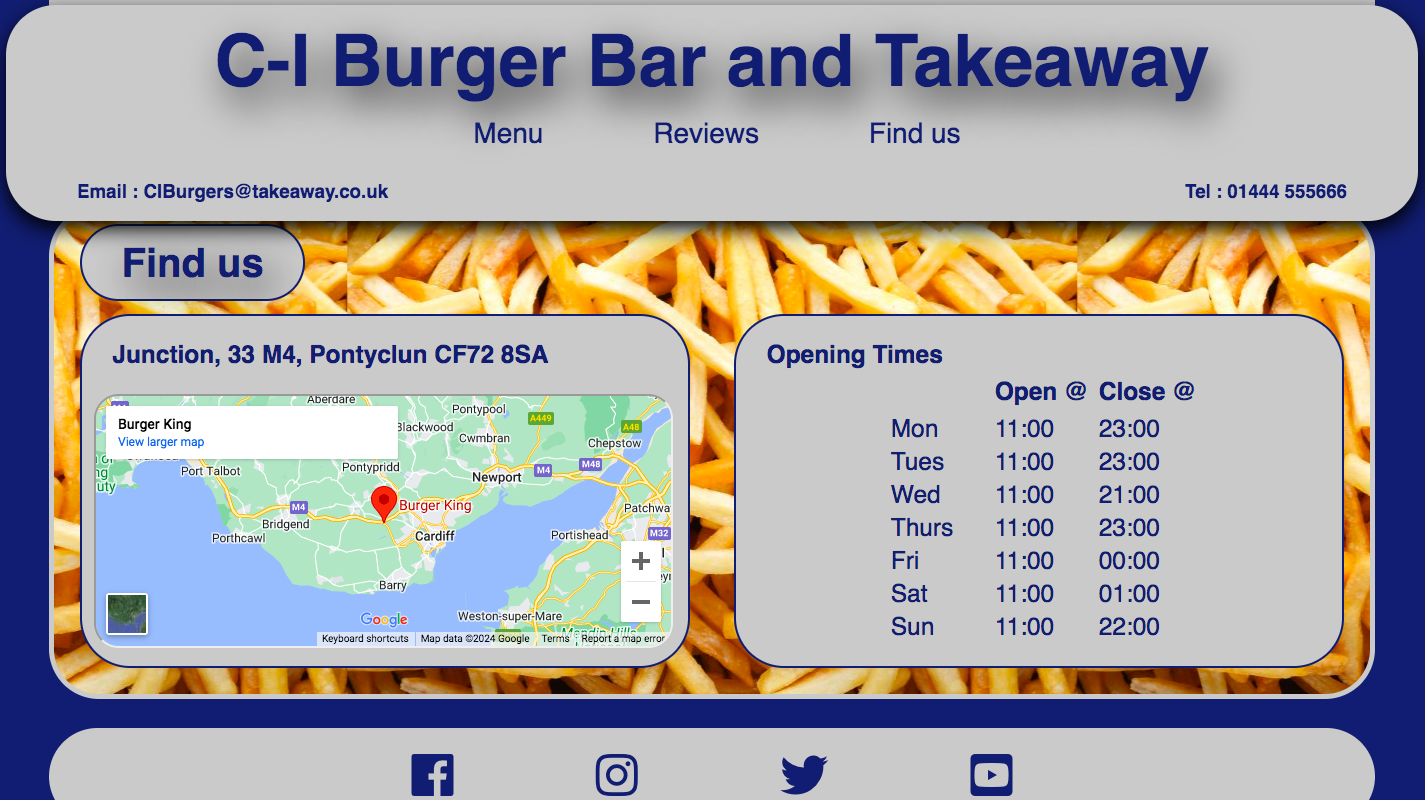 C-I Burger Bar and Takeaway
Menu Reviews Find us
Email : CIBurgers@takeaway.co.uk
Tel : 01444 555666
Find us
Junction, 33 M4, Pontyclun CF72 8SA
Burger King
View larger map
Aberdare
Pontypool
A449
Blackwood
A48
Cwmbran
Chepstow
Port Talbot
Pontypridd
M4
M48
Newport
uty
M4
Burger King
Patchwa
Bridgend
Porthcawl
Cardiff
Portishead
M32
Barry
Google
Weston-super-Mare
Keyboard shortcuts
Map data ©2024 Google
Terms
Report a map error
Opening Times
Open @ Close @
Mon 11:00 23:00
Tues 11:00 23:00
Wed 11:00 21:00
Thurs 11:00 23:00
Fri 11:00 00:00
Sat 11:00 01:00
Sun 11:00 22:00